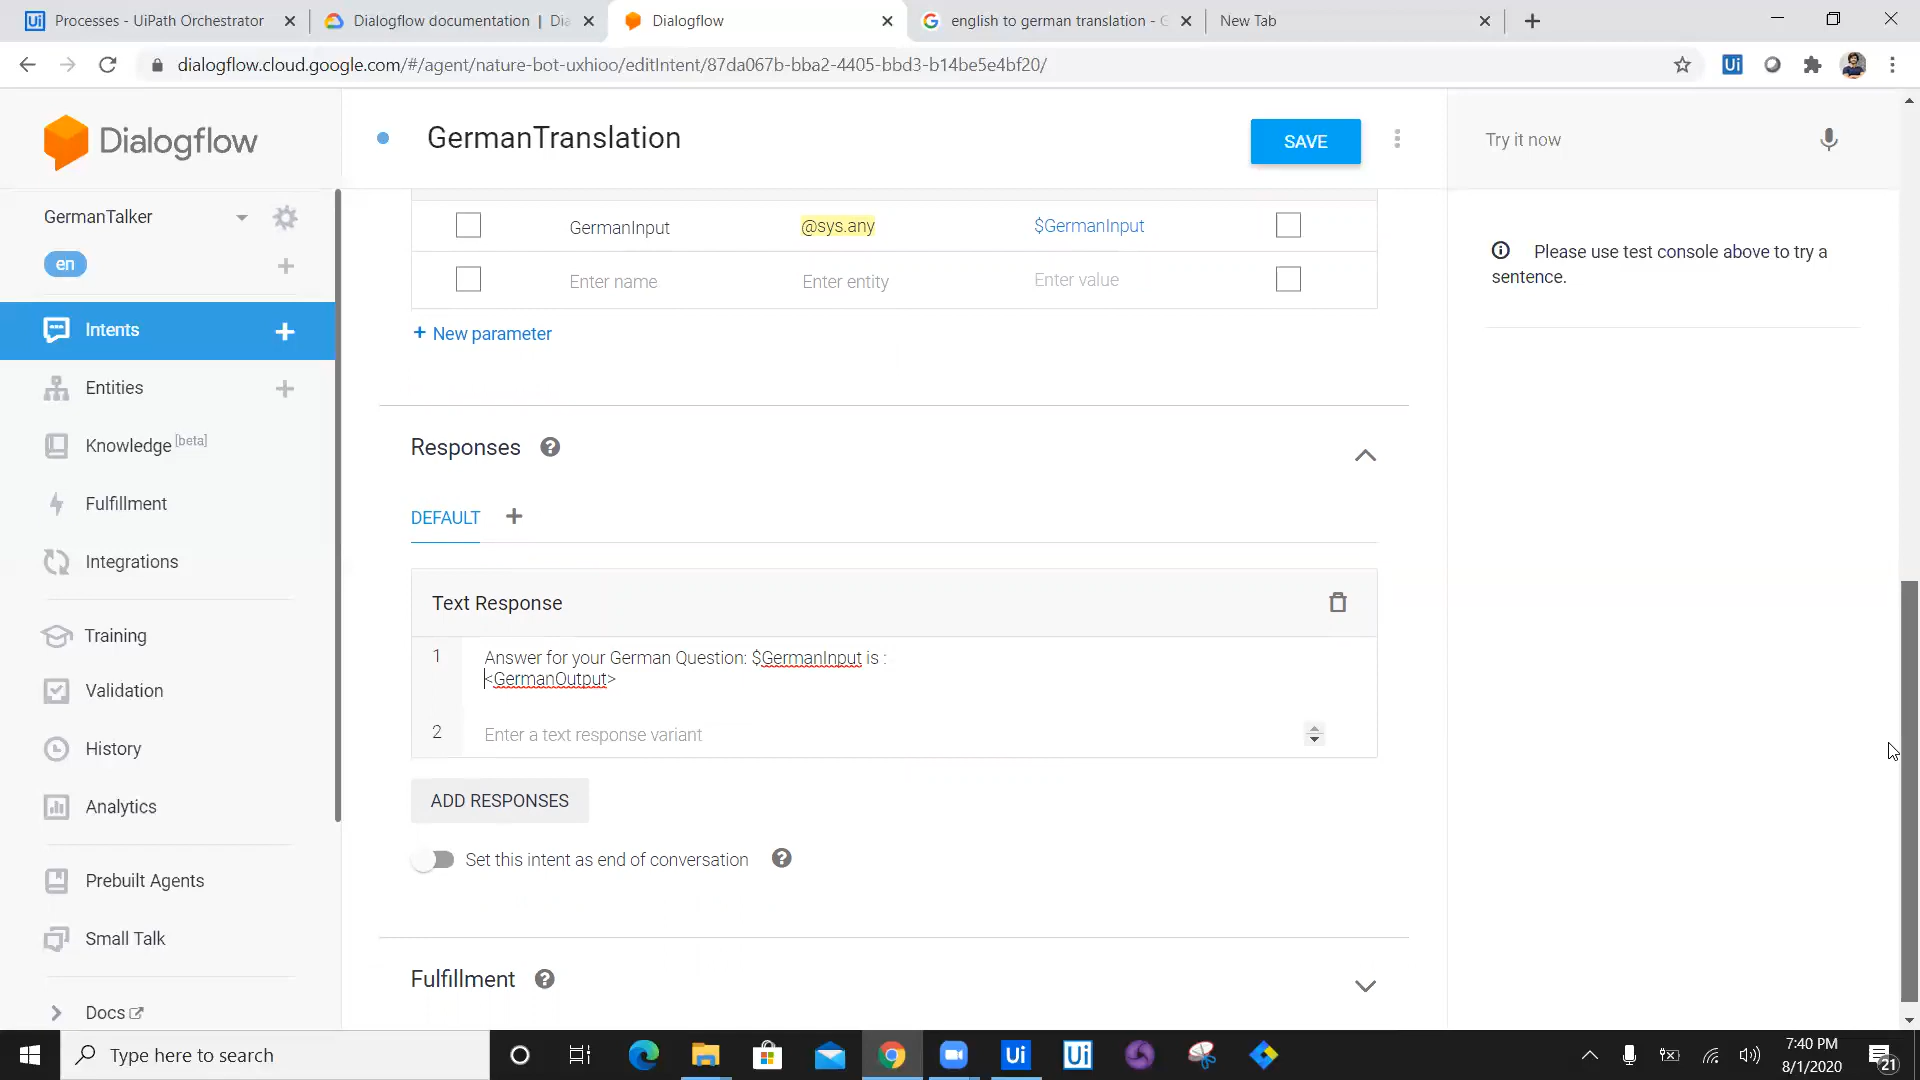 Processes - UiPath Orchestrator
Dialogflow documentation | Dia
Dialogflow
english to german translation - G
New Tab
dialogflow.cloud.google.com/#/agent/nature-bot-uxhioo/editIntent/87da067b-bba2-4405-bbd3-b14be5e4bf20/
Dialogflow
GermanTalker
en
Intents
Entities
Knowledge [beta]
Fulfillment
Integrations
Training
Validation
History
Analytics
Prebuilt Agents
Small Talk
Docs
GermanTranslation
SAVE
GermanInput @sys.any $GermanInput
Enter name Enter entity Enter value
+ New parameter
Responses
DEFAULT
Text Response
1 Answer for your German Question: $GermanInput is :
<GermanOutput>
2 Enter a text response variant
ADD RESPONSES
Set this intent as end of conversation
Fulfillment
Try it now
Please use test console above to try a
sentence.
Type here to search
7:40 PM
8/1/2020
21